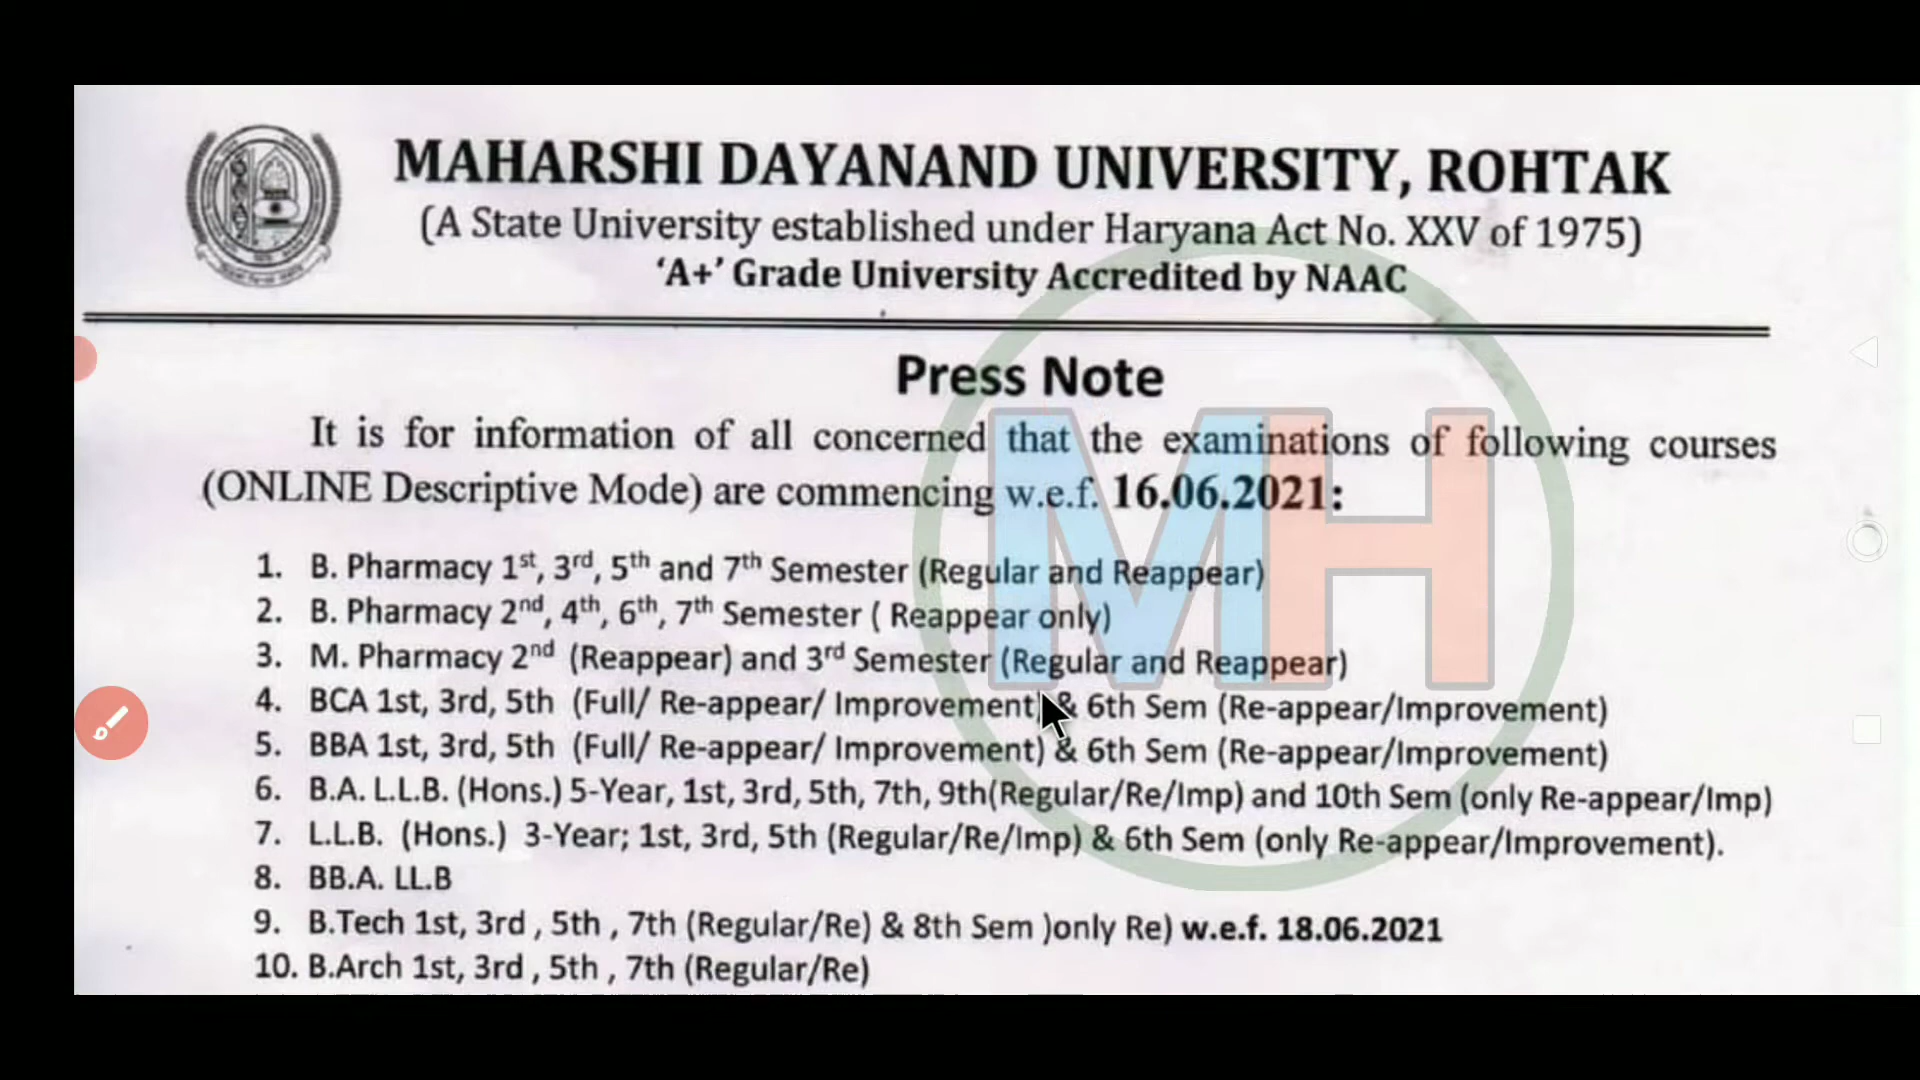 MAHARSHI DAYANAND UNIVERSITY, ROHTAK
(A State University established under Haryana Act No. XXV of 1975)
‘A+’ Grade University Accredited by NAAC
Press Note
It is for information of all concerned that the examinations of following courses
(ONLINE Descriptive Mode) are commencing w.e.f. 16.06.2021:
1. B. Pharmacy 1st, 3rd, 5th and 7th Semester (Regular and Reappear)
2. B. Pharmacy 2nd, 4th, 6th, 7th Semester ( Reappear only)
3. M. Pharmacy 2nd (Reappear) and 3rd Semester (Regular and Reappear)
4. BCA 1st, 3rd, 5th (Full/ Re-appear/ Improvement) & 6th Sem (Re-appear/Improvement)
5. BBA 1st, 3rd, 5th (Full/ Re-appear/ Improvement) & 6th Sem (Re-appear/Improvement)
6. B.A. L.L.B. (Hons.) 5-Year, 1st, 3rd, 5th, 7th, 9th(Regular/Re/Imp) and 10th Sem (only Re-appear/Imp)
7. L.L.B. (Hons.) 3-Year; 1st, 3rd, 5th (Regular/Re/Imp) & 6th Sem (only Re-appear/Improvement).
8. BB.A. LL.B
9. B.Tech 1st, 3rd , 5th , 7th (Regular/Re) & 8th Sem )only Re) w.e.f. 18.06.2021
10. B.Arch 1st, 3rd , 5th , 7th (Regular/Re)
MH